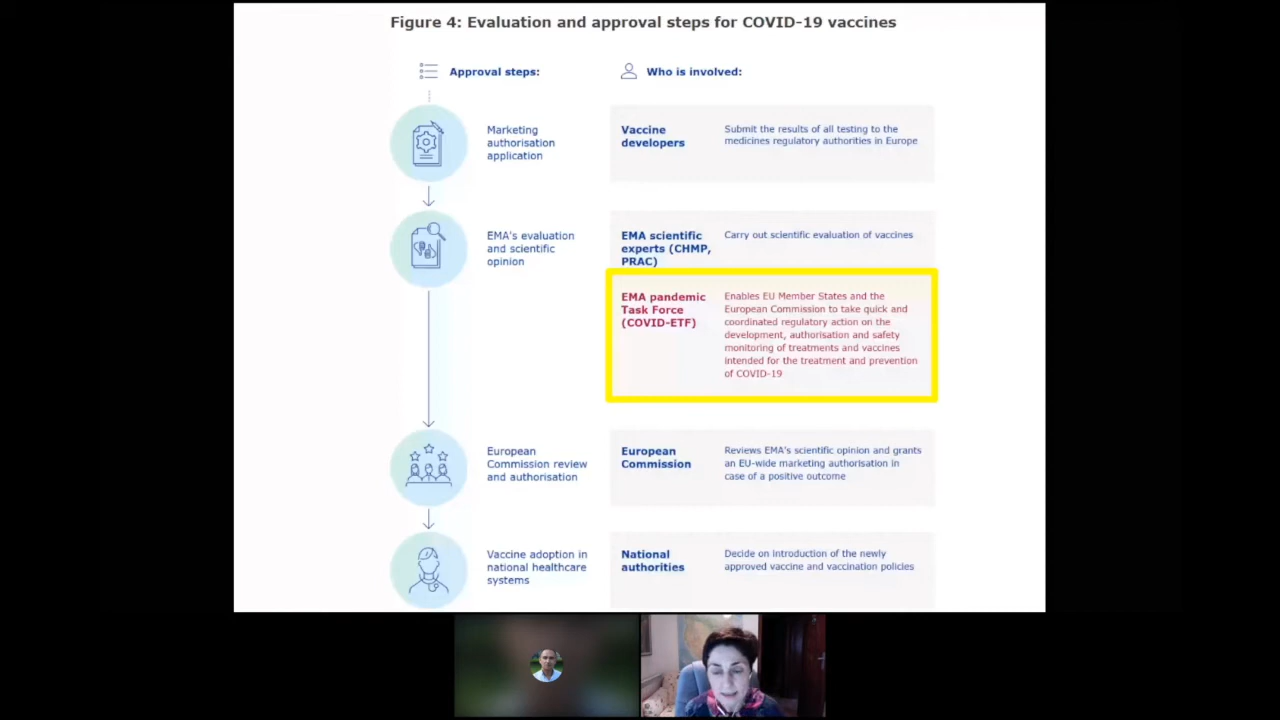 Figure 4: Evaluation and approval steps for COVID-19 vaccines
Approval steps:
Who is involved:
Marketing
authorisation
application
Vaccine
developers
Submit the results of all testing to the
medicines regulatory authorities in Europe
EMA's evaluation
and scientific
opinion
EMA scientific
experts (CHMP,
PRAC)
Carry out scientific evaluation of vaccines
EMA pandemic
Task Force
(COVID-ETF)
Enables EU Member States and the
European Commission to take quick and
coordinated regulatory action on the
development, authorisation and safety
monitoring of treatments and vaccines
intended for the treatment and prevention
of COVID-19
European
Commission review
and authorisation
European
Commission
Reviews EMA's scientific opinion and grants
an EU-wide marketing authorisation in
case of a positive outcome
Vaccine adoption in
national healthcare
systems
National
authorities
Decide on introduction of the newly
approved vaccine and vaccination policies